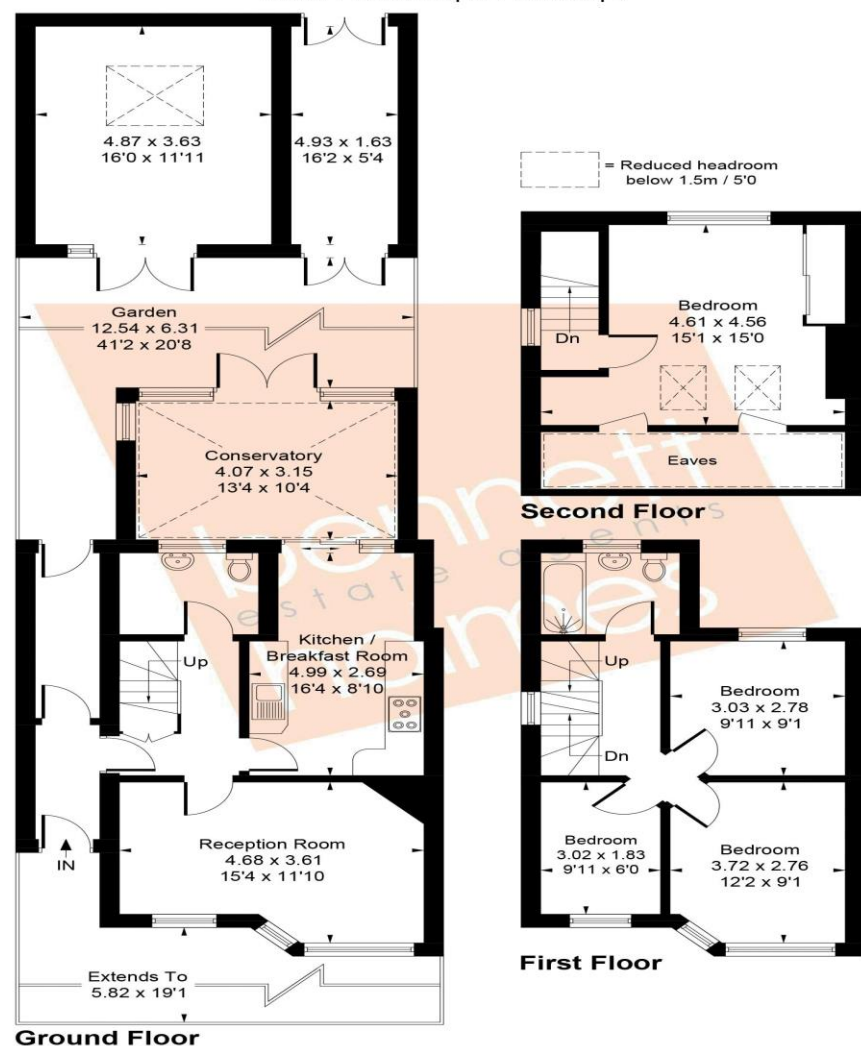 4.87 x 3.63
16'0 x 11'11
4.93 x 1.63
16'2 x 5'4
= Reduced headroom
below 1.5m / 5'0
Garden
12.54 x 6.31
41'2 x 20'8
Dn
Bedroom
4.61 x 4.56
15'1 x 15'0
Eaves
Second Floor
Conservatory
4.07 x 3.15
13'4 x 10'4
bennett
estate agents
holmes
Up
Kitchen /
Breakfast Room
4.99 x 2.69
16'4 x 8'10
IN
Reception Room
4.68 x 3.61
15'4 x 11'10
Extends To
5.82 x 19'1
Ground Floor
Up
Dn
Bedroom
3.03 x 2.78
9'11 x 9'1
Bedroom
3.02 x 1.83
9'11 x 6'0
Bedroom
3.72 x 2.76
12'2 x 9'1
First Floor